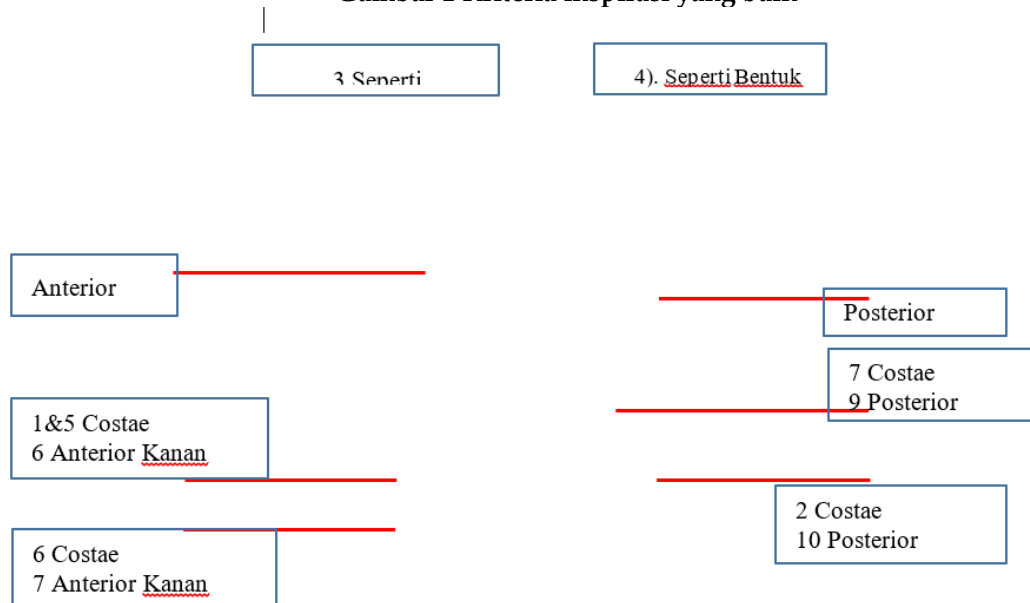 3 Seperti
4). Seperti Bentuk
Anterior
Posterior
7 Costae
9 Posterior
1&5 Costae
6 Anterior Kanan
2 Costae
10 Posterior
6 Costae
7 Anterior Kanan